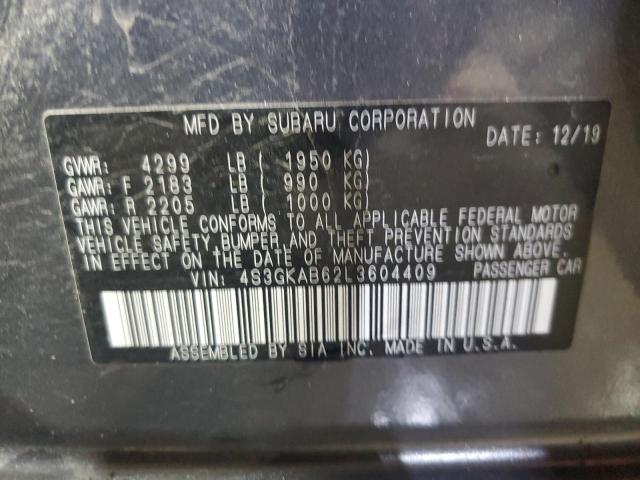 MFD BY SUBARU CORPORATION
DATE: 12/19
GVWR: 4299 LB ( 1950 KG)
GAWR: F 2183 LB ( 990 KG)
GAWR: R 2205 LB ( 1000 KG)
THIS VEHICLE CONFORMS TO ALL APPLICABLE FEDERAL MOTOR
VEHICLE SAFETY, BUMPER, AND THEFT PREVENTION STANDARDS
IN EFFECT ON THE DATE OF MANUFACTURE SHOWN ABOVE.
VIN: 4S3GKAB62L3604409 PASSENGER CAR
ASSEMBLED BY SIA INC. MADE IN U.S.A.